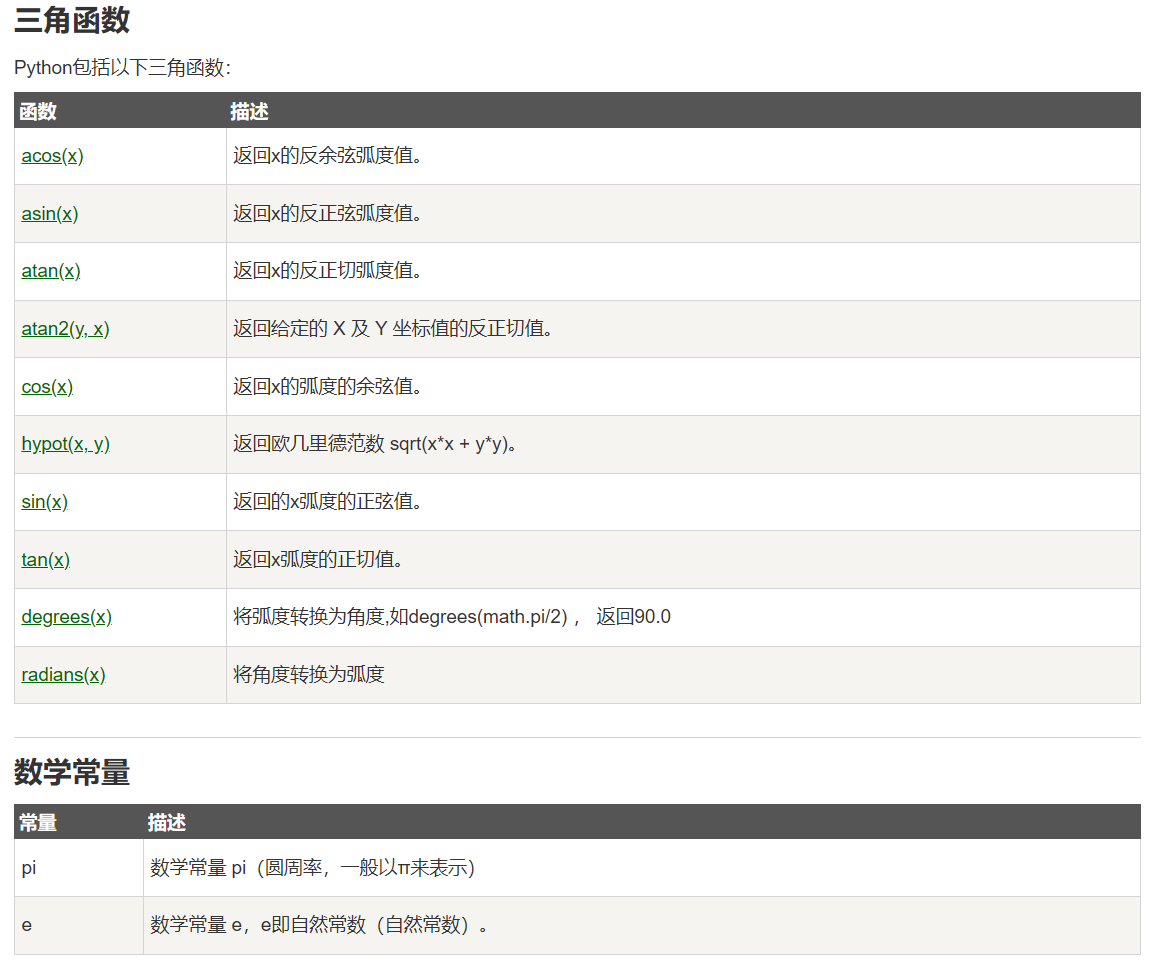 三角函数
Python包括以下三角函数：
函数 描述
acos(x) 返回x的反余弦弧度值。
asin(x) 返回x的反正弦弧度值。
atan(x) 返回x的反正切弧度值。
atan2(y, x) 返回给定的 X 及 Y 坐标值的反正切值。
cos(x) 返回x的弧度的余弦值。
hypot(x, y) 返回欧几里德范数 sqrt(x*x + y*y)。
sin(x) 返回的x弧度的正弦值。
tan(x) 返回x弧度的正切值。
degrees(x) 将弧度转换为角度,如degrees(math.pi/2) ， 返回90.0
radians(x) 将角度转换为弧度
数学常量
常量 描述
pi 数学常量 pi（圆周率，一般以π来表示）
e 数学常量 e，e即自然常数（自然常数）。